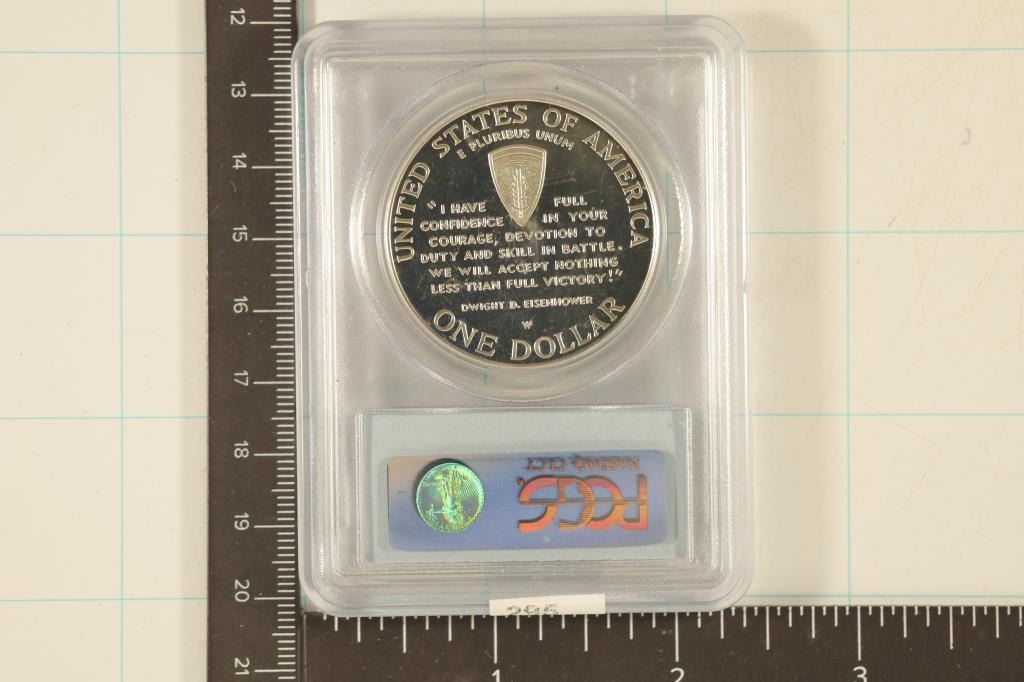 UNITED STATES OF AMERICA
E PLURIBUS UNUM
"I HAVE FULL
CONFIDENCE IN YOUR
COURAGE, DEVOTION TO
DUTY AND SKILL IN BATTLE.
WE WILL ACCEPT NOTHING
LESS THAN FULL VICTORY!"
DWIGHT D. EISENHOWER
W
ONE DOLLAR
PCGS
295
12
13
14
15
16
17
18
19
20
21
1
2
3